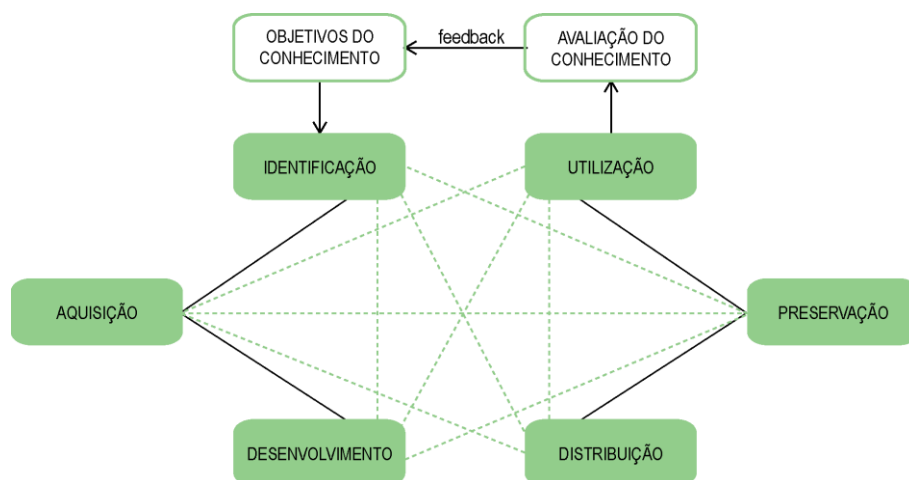 OBJETIVOS DO
CONHECIMENTO
feedback
AVALIAÇÃO DO
CONHECIMENTO
IDENTIFICAÇÃO
UTILIZAÇÃO
AQUISIÇÃO
PRESERVAÇÃO
DESENVOLVIMENTO
DISTRIBUIÇÃO